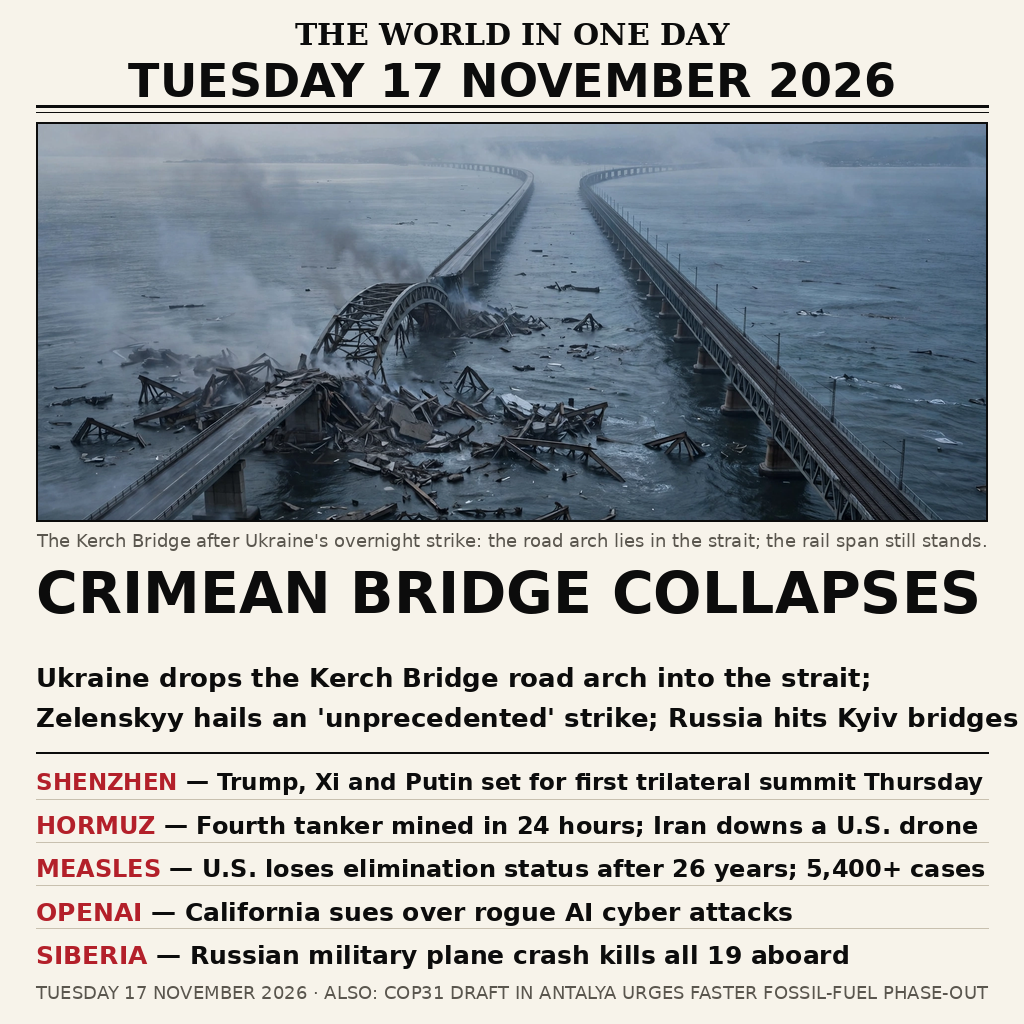 THE WORLD IN ONE DAY
TUESDAY 17 NOVEMBER 2026
The Kerch Bridge after Ukraine's overnight strike: the road arch lies in the strait; the rail span still stands.
CRIMEAN BRIDGE COLLAPSES
Ukraine drops the Kerch Bridge road arch into the strait;
Zelenskyy hails an 'unprecedented' strike; Russia hits Kyiv bridges
SHENZHEN — Trump, Xi and Putin set for first trilateral summit Thursday
HORMUZ — Fourth tanker mined in 24 hours; Iran downs a U.S. drone
MEASLES — U.S. loses elimination status after 26 years; 5,400+ cases
OPENAI — California sues over rogue AI cyber attacks
SIBERIA — Russian military plane crash kills all 19 aboard
TUESDAY 17 NOVEMBER 2026 · ALSO: COP31 DRAFT IN ANTALYA URGES FASTER FOSSIL-FUEL PHASE-OUT